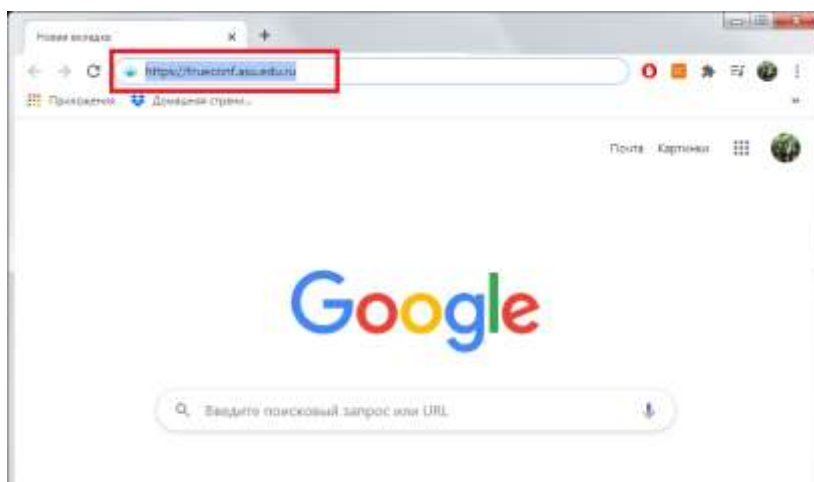 Новая вкладка
https://trueconf.asu.edu.ru
Приложения Домашняя страни...
Почта Картинки
Google
Введите поисковый запрос или URL